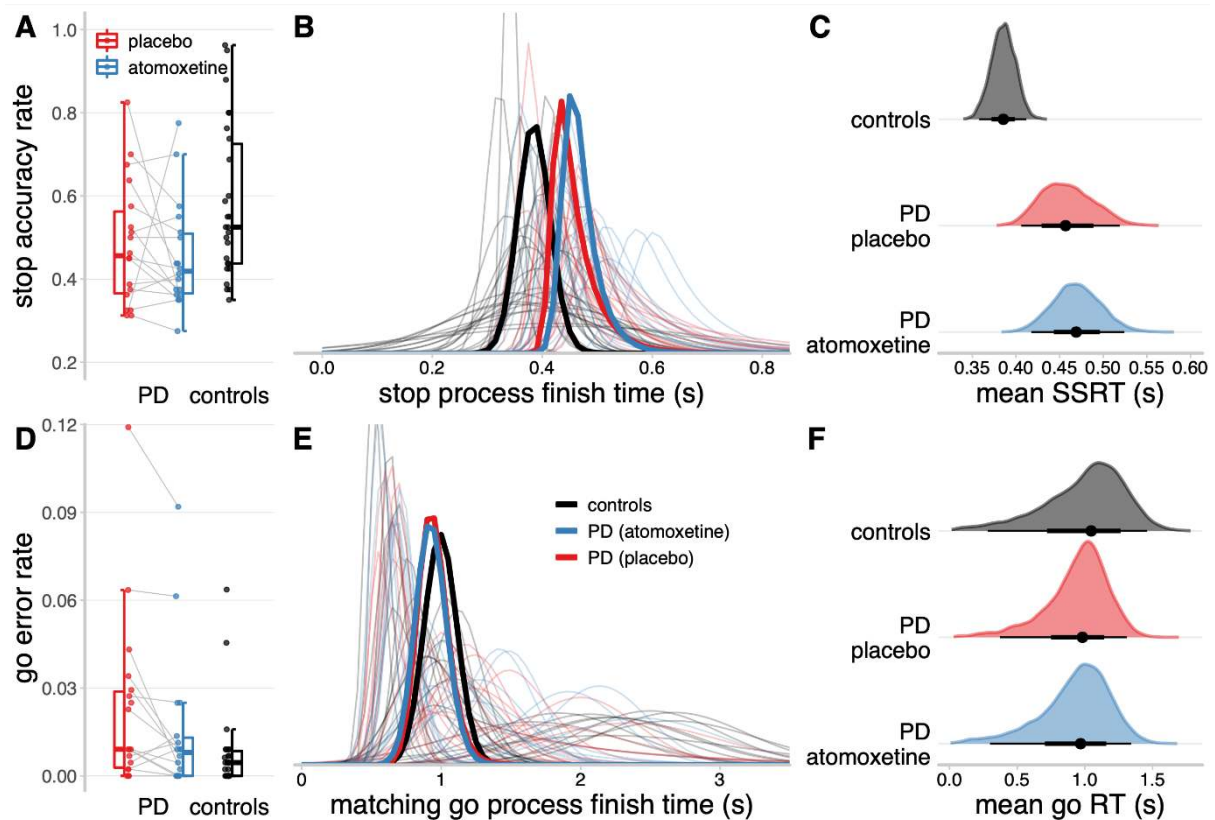 A
placebo
atomoxetine
stop accuracy rate
1.0
0.8
0.6
0.4
0.2
PD controls
B
0.0 0.2 0.4 0.6 0.8
stop process finish time (s)
C
controls
PD
placebo
PD
atomoxetine
0.35 0.40 0.45 0.50 0.55 0.60
mean SSRT (s)
D
go error rate
0.12
0.09
0.06
0.03
0.00
PD controls
E
controls
PD (atomoxetine)
PD (placebo)
0 1 2 3
matching go process finish time (s)
F
controls
PD
placebo
PD
atomoxetine
0.0 0.5 1.0 1.5
mean go RT (s)